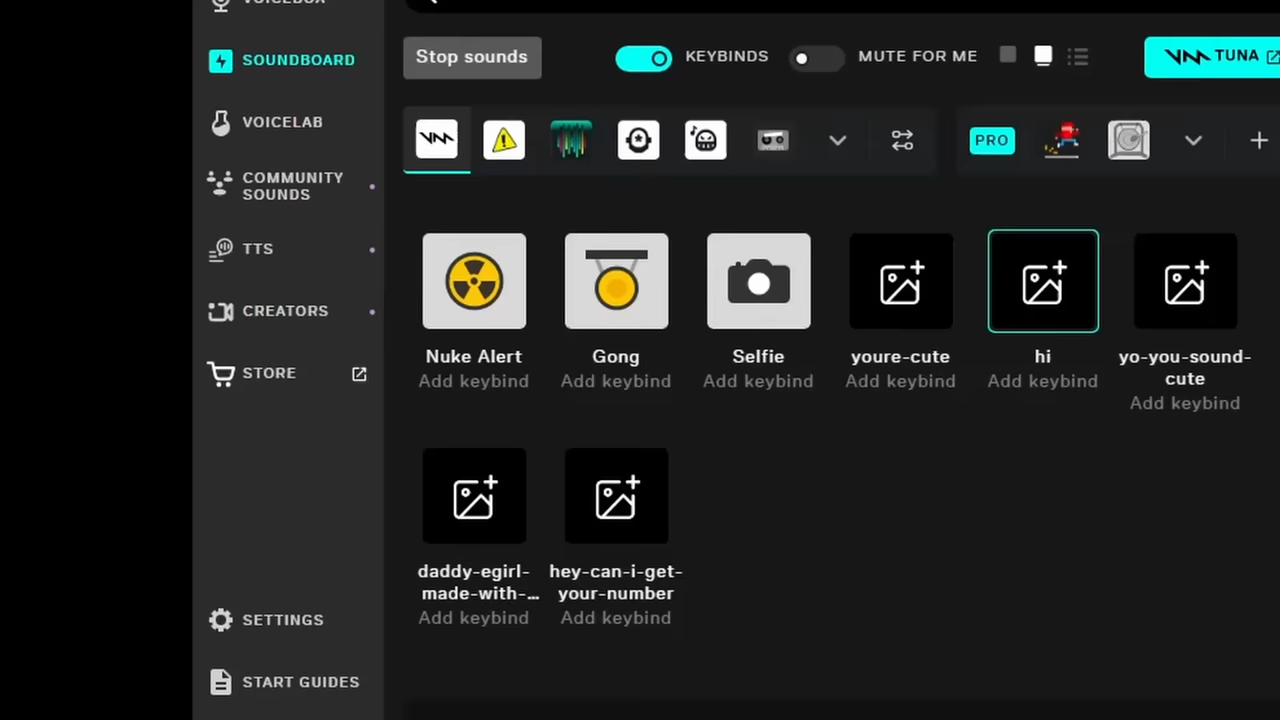 VOICEBOX
SOUNDBOARD
VOICELAB
COMMUNITY
SOUNDS
TTS
CREATORS
STORE
SETTINGS
START GUIDES
Stop sounds
KEYBINDS
MUTE FOR ME
TUNA
PRO
Nuke Alert
Add keybind
Gong
Add keybind
Selfie
Add keybind
youre-cute
Add keybind
hi
Add keybind
yo-you-sound-
cute
Add keybind
daddy-egirl-
made-with-...
Add keybind
hey-can-i-get-
your-number
Add keybind